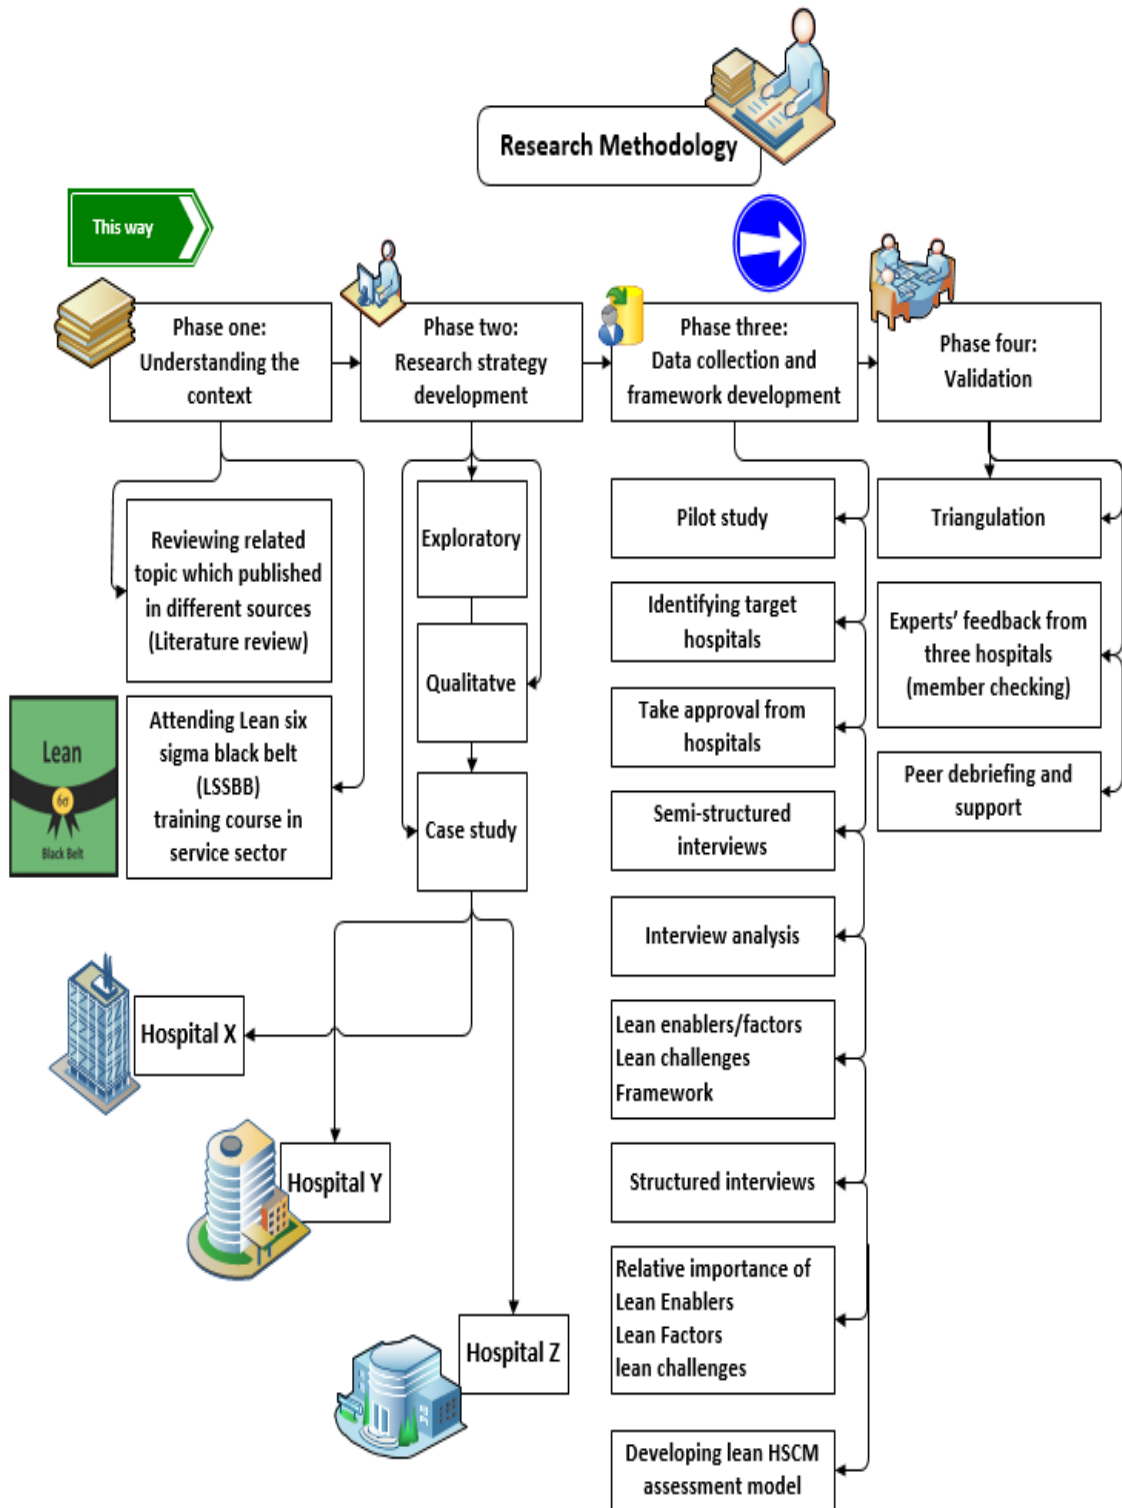 Research Methodology
This way
Phase one:
Understanding the
context
Phase two:
Research strategy
development
Phase three:
Data collection and
framework development
Phase four:
Validation
Reviewing related
topic which published
in different sources
(Literature review)
Lean
6σ
Black Belt
Attending Lean six
sigma black belt
(LSSBB)
training course in
service sector
Exploratory
Qualitatve
Case study
Hospital X
Hospital Y
Hospital Z
Pilot study
Identifying target
hospitals
Take approval from
hospitals
Semi-structured
interviews
Interview analysis
Lean enablers/factors
Lean challenges
Framework
Structured interviews
Relative importance of
Lean Enablers
Lean Factors
lean challenges
Developing lean HSCM
assessment model
Triangulation
Experts’ feedback from
three hospitals
(member checking)
Peer debriefing and
support